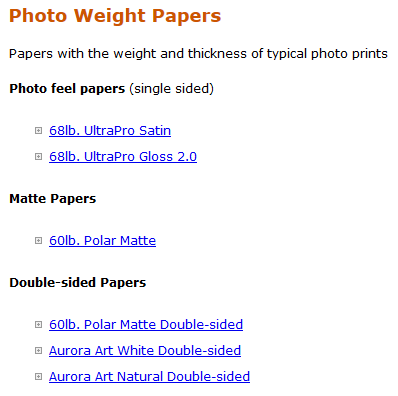 Photo Weight Papers
Papers with the weight and thickness of typical photo prints
Photo feel papers (single sided)
68lb. UltraPro Satin
68lb. UltraPro Gloss 2.0
Matte Papers
60lb. Polar Matte
Double-sided Papers
60lb. Polar Matte Double-sided
Aurora Art White Double-sided
Aurora Art Natural Double-sided